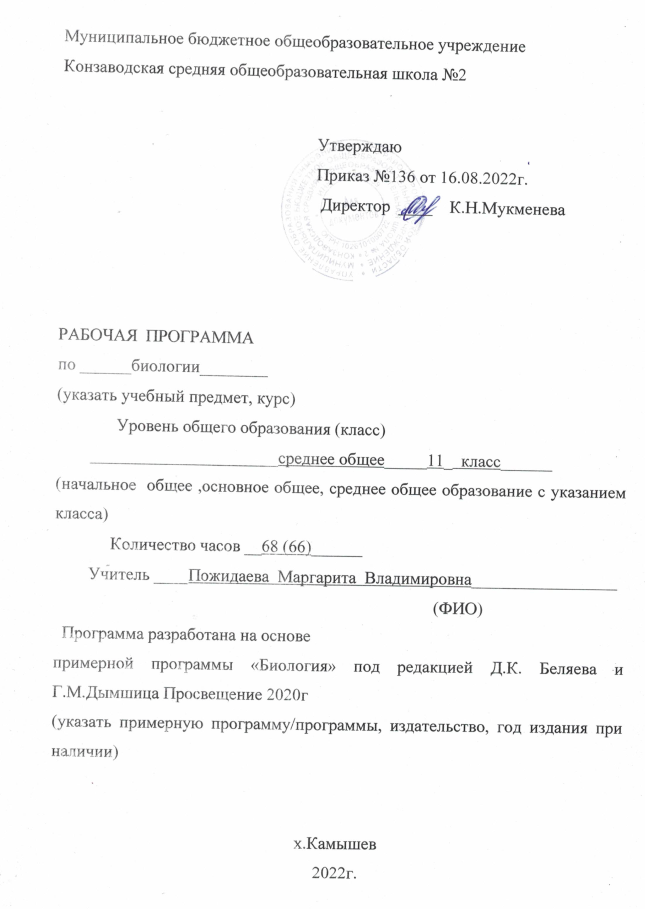 Муниципальное бюджетное общеобразовательное учреждение
Конзаводская средняя общеобразовательная школа №2
Утверждаю
Приказ №136 от 16.08.2022г.
Директор К.Н.Мукменева
РАБОЧАЯ ПРОГРАММА
по ______биологии________
(указать учебный предмет, курс)
Уровень общего образования (класс)
______________________среднее общее_____11__класс______
(начальное общее ,основное общее, среднее общее образование с указанием
класса)
Количество часов __68 (66)______
Учитель ____Пожидаева Маргарита Владимировна_________________
(ФИО)
Программа разработана на основе
примерной программы «Биология» под редакцией Д.К. Беляева и
Г.М.Дымшица Просвещение 2020г
(указать примерную программу/программы, издательство, год издания при
наличии)
х.Камышев
2022г.